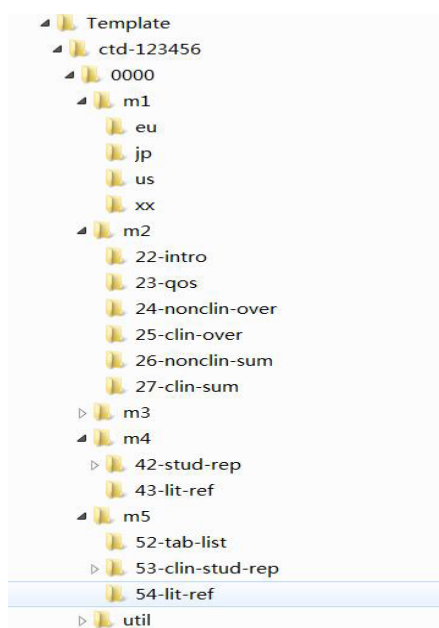 Template
ctd-123456
0000
m1
eu
jp
us
xx
m2
22-intro
23-qos
24-nonclin-over
25-clin-over
26-nonclin-sum
27-clin-sum
m3
m4
42-stud-rep
43-lit-ref
m5
52-tab-list
53-clin-stud-rep
54-lit-ref
util